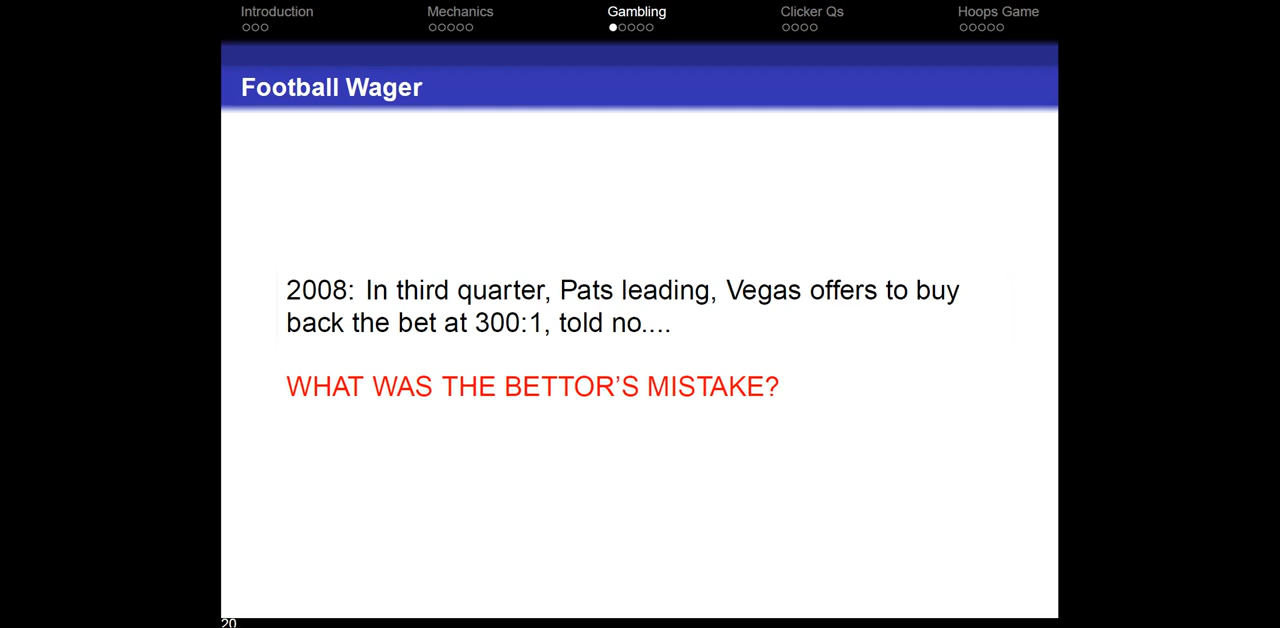 Introduction Mechanics Gambling Clicker Qs Hoops Game
Football Wager
2008: In third quarter, Pats leading, Vegas offers to buy
back the bet at 300:1, told no....
WHAT WAS THE BETTOR'S MISTAKE?
20